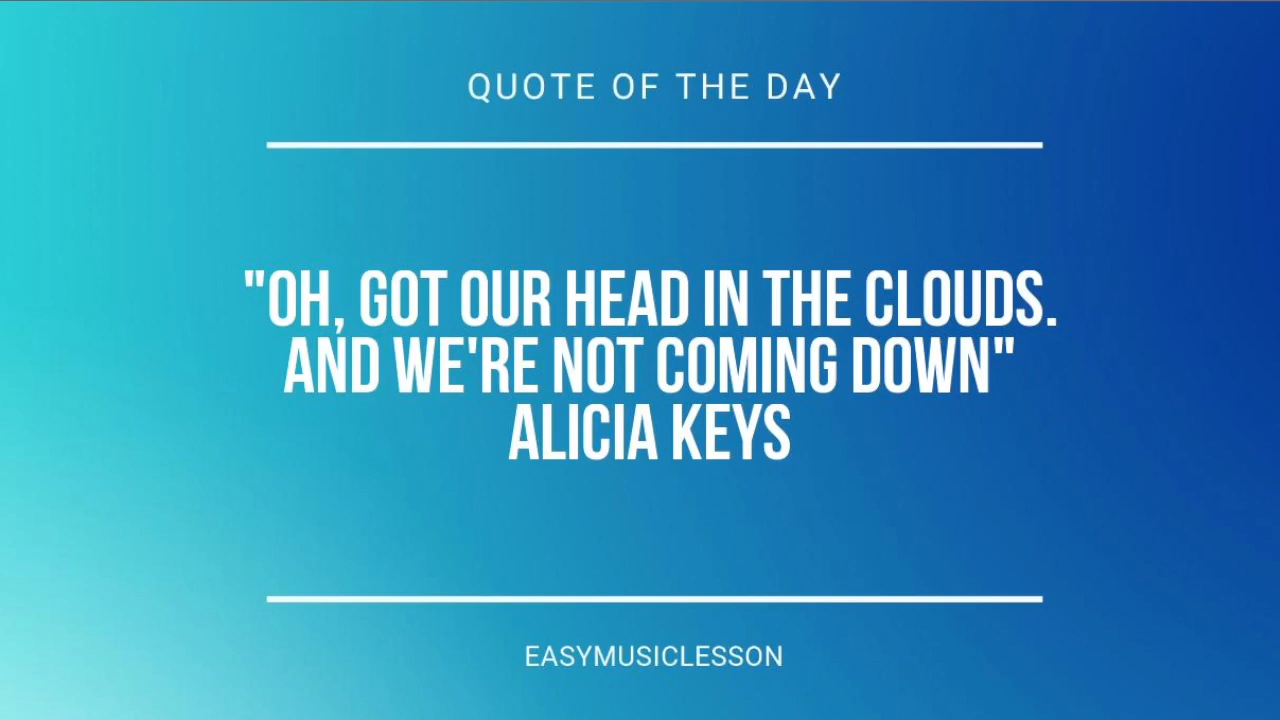 QUOTE OF THE DAY
"OH, GOT OUR HEAD IN THE CLOUDS.
AND WE'RE NOT COMING DOWN"
ALICIA KEYS
EASYMUSICLESSON